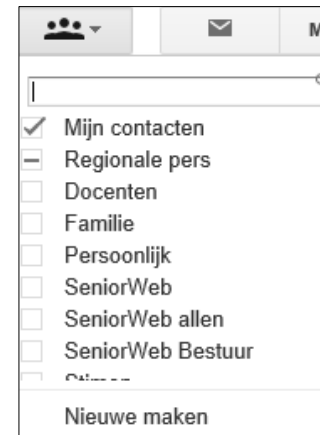 M
Mijn contacten
Regionale pers
Docenten
Familie
Persoonlijk
SeniorWeb
SeniorWeb allen
SeniorWeb Bestuur
Nieuwe maken